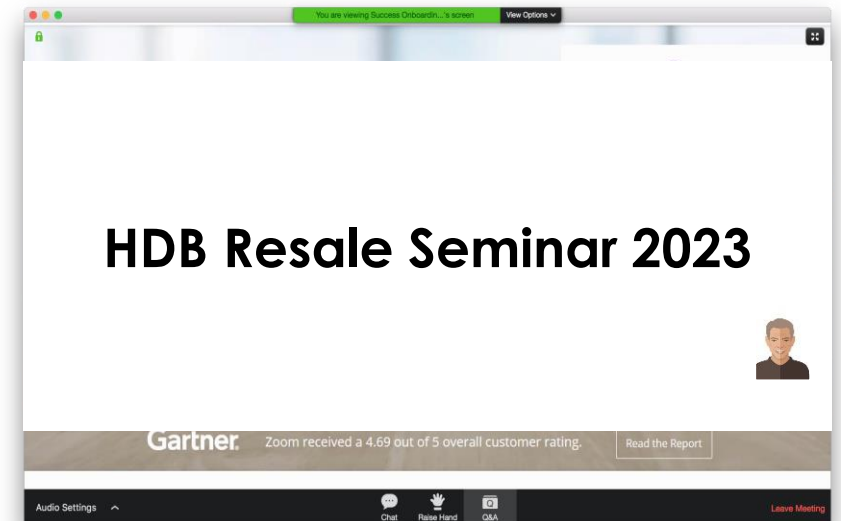 You are viewing Success Onboardin...'s screen View Options
HDB Resale Seminar 2023
Gartner. Zoom received a 4.69 out of 5 overall customer rating. Read the Report
Audio Settings Chat Raise Hand Q&A Leave Meeting